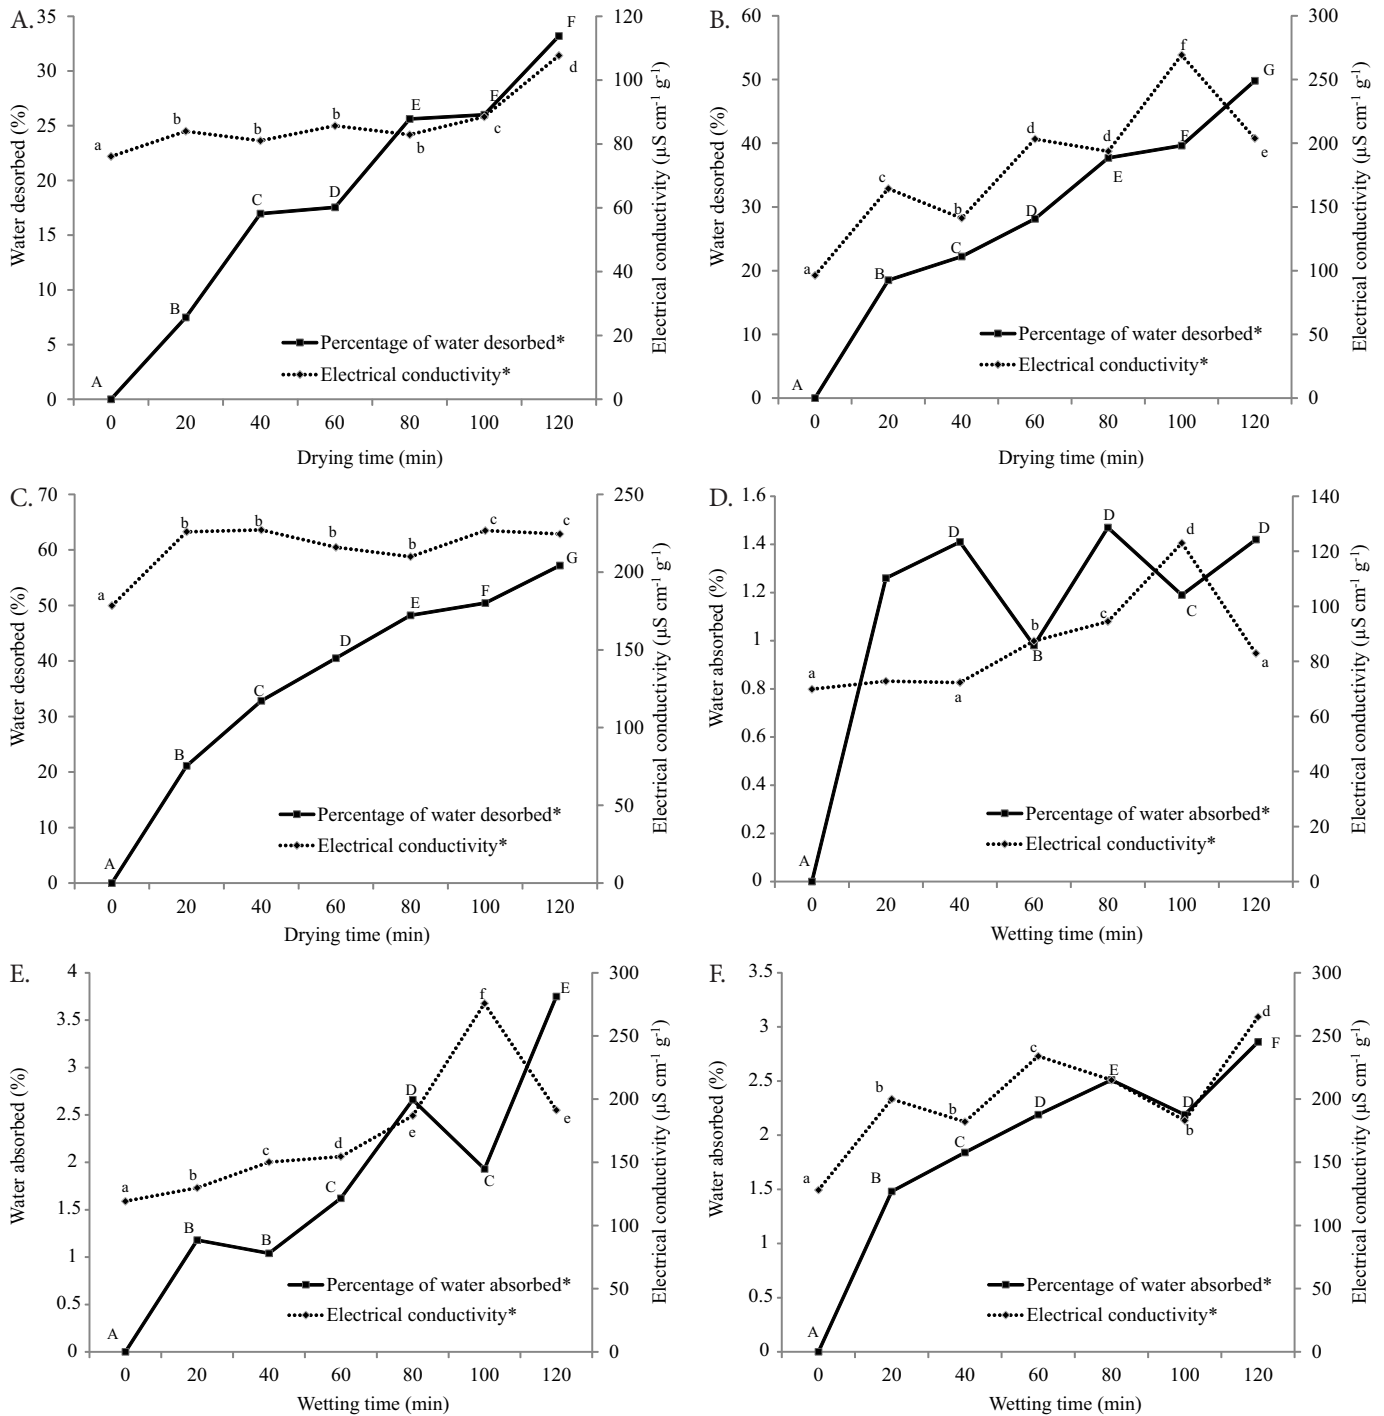 A.
Water desorbed (%)
35
30
25
20
15
10
5
0
120
100
80
60
40
20
0
Electrical conductivity (µS cm⁻¹ g⁻¹)
A
B
C
D
E
E
F
a
b
b
b
b
c
d
Percentage of water desorbed*
Electrical conductivity*
0 20 40 60 80 100 120
Drying time (min)
B.
Water desorbed (%)
60
50
40
30
20
10
0
300
250
200
150
100
50
0
Electrical conductivity (µS cm⁻¹ g⁻¹)
A
B
C
D
E
F
G
a
c
b
d
d
f
e
Percentage of water desorbed*
Electrical conductivity*
0 20 40 60 80 100 120
Drying time (min)
C.
Water desorbed (%)
70
60
50
40
30
20
10
0
250
200
150
100
50
0
Electrical conductivity (µS cm⁻¹ g⁻¹)
A
B
C
D
E
F
G
a
b
b
b
b
c
c
Percentage of water desorbed*
Electrical conductivity*
0 20 40 60 80 100 120
Drying time (min)
D.
Water absorbed (%)
1.6
1.4
1.2
1
0.8
0.6
0.4
0.2
0
140
120
100
80
60
40
20
0
Electrical conductivity (µS cm⁻¹ g⁻¹)
A
D
B
D
C
D
a
a
b
c
d
a
Percentage of water absorbed*
Electrical conductivity*
0 20 40 60 80 100 120
Wetting time (min)
E.
Water absorbed (%)
4
3.5
3
2.5
2
1.5
1
0.5
0
300
250
200
150
100
50
0
Electrical conductivity (µS cm⁻¹ g⁻¹)
A
B
B
C
D
C
E
a
b
c
d
e
f
e
Percentage of water absorbed*
Electrical conductivity*
0 20 40 60 80 100 120
Wetting time (min)
F.
Water absorbed (%)
3.5
3
2.5
2
1.5
1
0.5
0
300
250
200
150
100
50
0
Electrical conductivity (µS cm⁻¹ g⁻¹)
A
B
C
D
E
D
F
a
b
b
c
b
d
Percentage of water absorbed*
Electrical conductivity*
0 20 40 60 80 100 120
Wetting time (min)